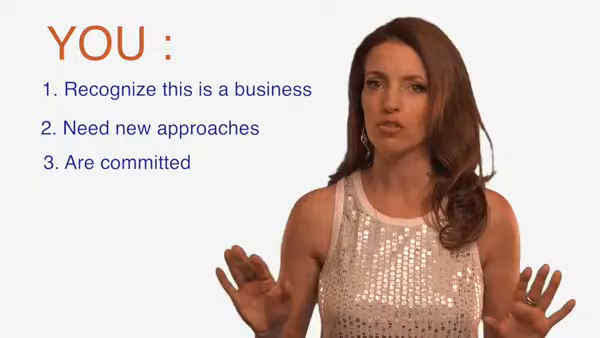 YOU :
1. Recognize this is a business
2. Need new approaches
3. Are committed